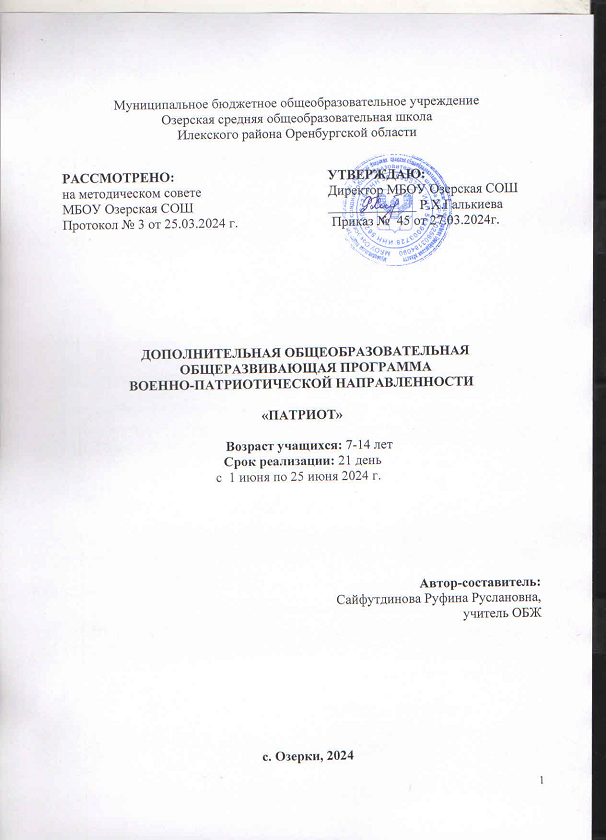 Муниципальное бюджетное общеобразовательное учреждение
Озерская средняя общеобразовательная школа
Илекского района Оренбургской области
РАССМОТРЕНО:
на методическом совете
МБОУ Озерская СОШ
Протокол № 3 от 25.03.2024 г.
УТВЕРЖДАЮ:
Директор МБОУ Озерская СОШ
Р.Х.Галькиева
Приказ № 45 от 27.03.2024г.
ДОПОЛНИТЕЛЬНАЯ ОБЩЕОБРАЗОВАТЕЛЬНАЯ
ОБЩЕРАЗВИВАЮЩАЯ ПРОГРАММА
ВОЕННО-ПАТРИОТИЧЕСКОЙ НАПРАВЛЕННОСТИ
«ПАТРИОТ»
Возраст учащихся: 7-14 лет
Срок реализации: 21 день
с 1 июня по 25 июня 2024 г.
Автор-составитель:
Сайфутдинова Руфина Руслановна,
учитель ОБЖ
с. Озерки, 2024
1